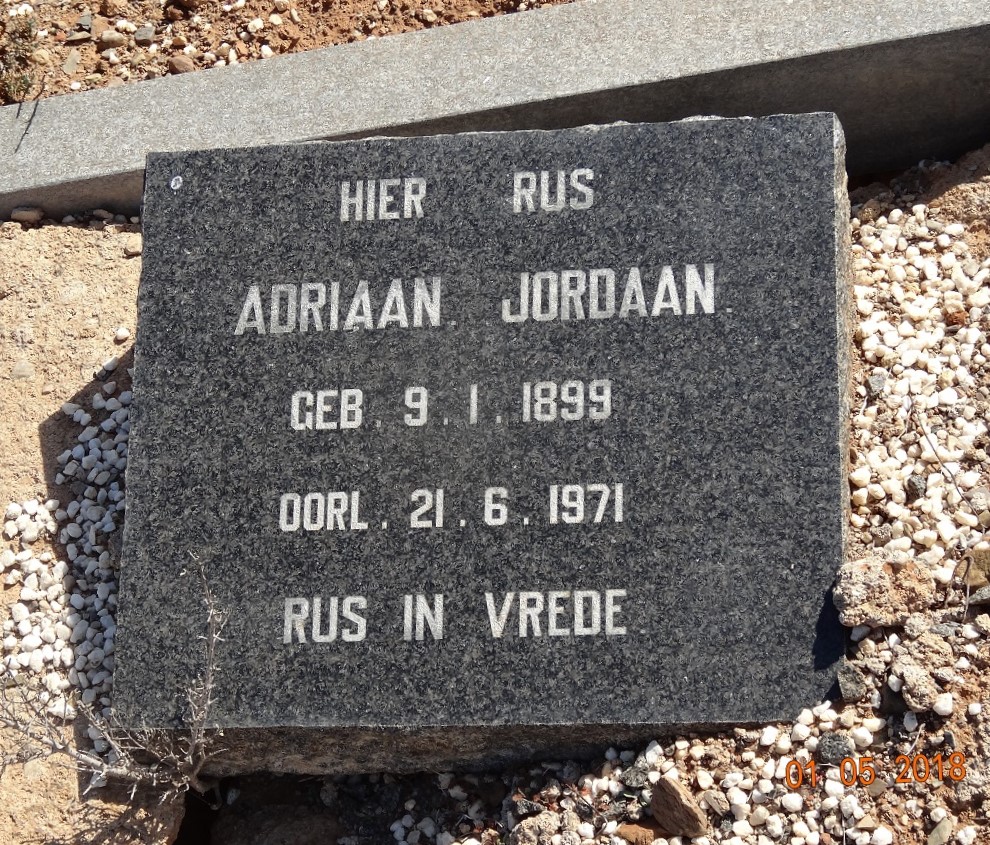 HIER RUS
ADRIAAN. JORDAAN.
GEB. 9.1.1899
OORL. 21.6.1971
RUS IN VREDE.
01 05 2018